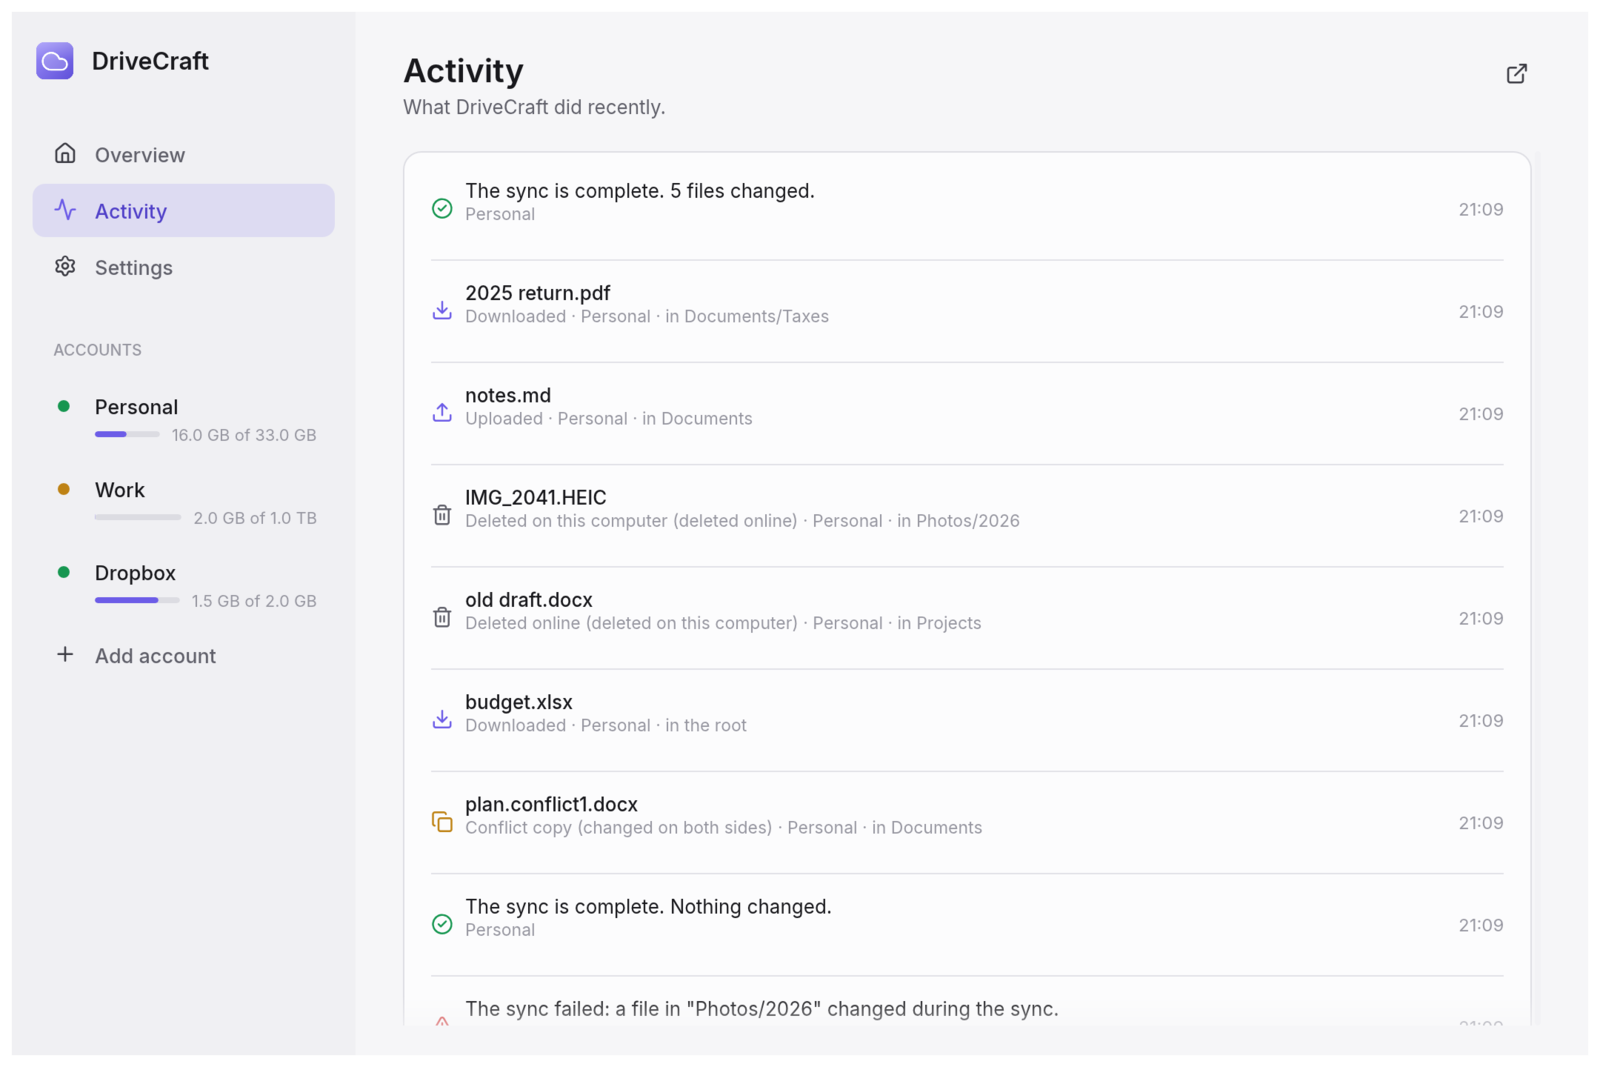 DriveCraft
Overview
Activity
Settings
ACCOUNTS
Personal
16.0 GB of 33.0 GB
Work
2.0 GB of 1.0 TB
Dropbox
1.5 GB of 2.0 GB
Add account
Activity
What DriveCraft did recently.
The sync is complete. 5 files changed.
Personal
21:09
2025 return.pdf
Downloaded · Personal · in Documents/Taxes
21:09
notes.md
Uploaded · Personal · in Documents
21:09
IMG_2041.HEIC
Deleted on this computer (deleted online) · Personal · in Photos/2026
21:09
old draft.docx
Deleted online (deleted on this computer) · Personal · in Projects
21:09
budget.xlsx
Downloaded · Personal · in the root
21:09
plan.conflict1.docx
Conflict copy (changed on both sides) · Personal · in Documents
21:09
The sync is complete. Nothing changed.
Personal
21:09
The sync failed: a file in "Photos/2026" changed during the sync.